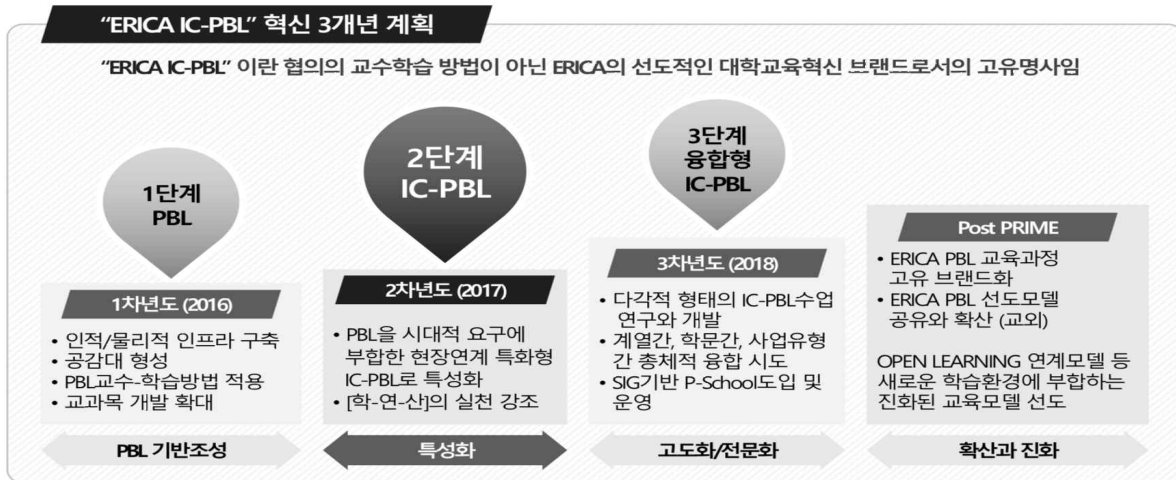 “ERICA IC-PBL” 혁신 3개년 계획
“ERICA IC-PBL” 이란 협의의 교수학습 방법이 아닌 ERICA의 선도적인 대학교육혁신 브랜드로서의 고유명사임
1단계
PBL
1차년도 (2016)
• 인적/물리적 인프라 구축
• 공감대 형성
• PBL교수-학습방법 적용
• 교과목 개발 확대
PBL 기반조성
2단계
IC-PBL
2차년도 (2017)
• PBL을 시대적 요구에
부합한 현장연계 특화형
IC-PBL로 특성화
• [학-연-산]의 실천 강조
특성화
3단계
융합형
IC-PBL
3차년도 (2018)
• 다각적 형태의 IC-PBL수업
연구와 개발
• 계열간, 학문간, 사업유형
간 총체적 융합 시도
• SIG기반 P-School도입 및
운영
고도화/전문화
Post PRIME
• ERICA PBL 교육과정
고유 브랜드화
• ERICA PBL 선도모델
공유와 확산 (교외)
OPEN LEARNING 연계모델 등
새로운 학습환경에 부합하는
진화된 교육모델 선도
확산과 진화